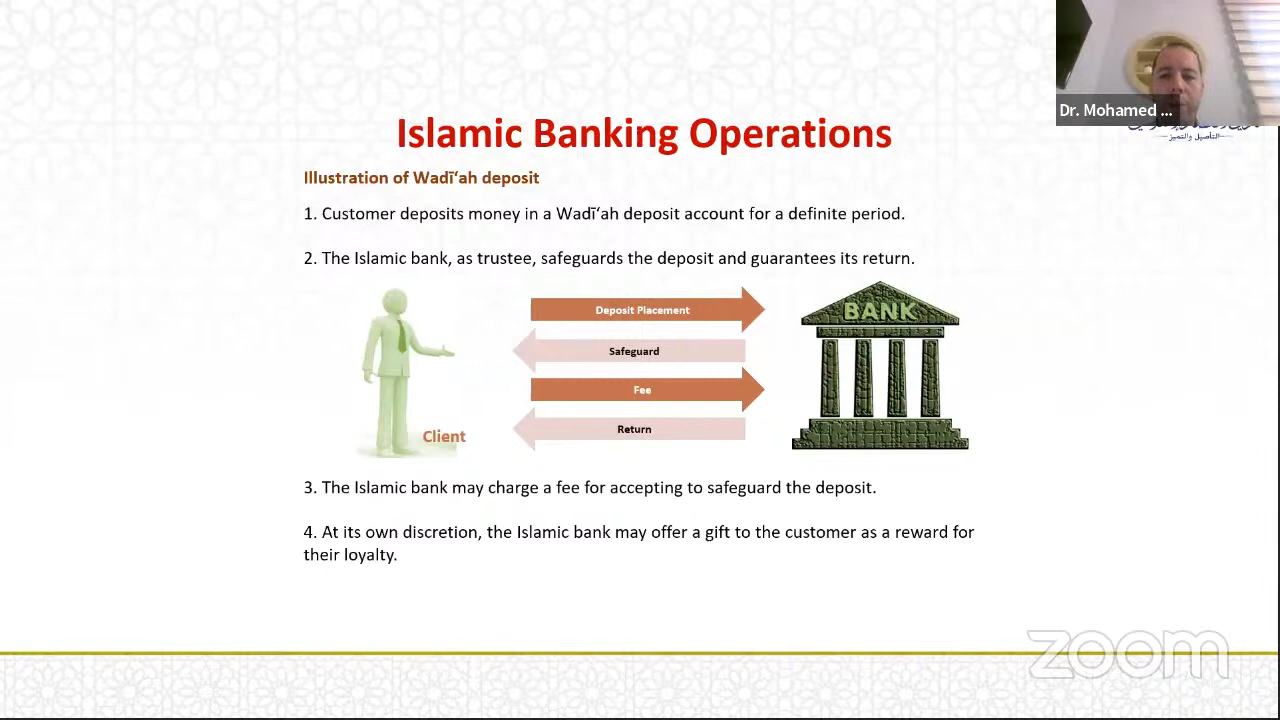 Dr. Mohamed ...
التأصيل والتميز
Islamic Banking Operations
Illustration of Wadī‘ah deposit
1. Customer deposits money in a Wadī‘ah deposit account for a definite period.
2. The Islamic bank, as trustee, safeguards the deposit and guarantees its return.
Deposit Placement
BANK
Safeguard
Fee
Return
Client
3. The Islamic bank may charge a fee for accepting to safeguard the deposit.
4. At its own discretion, the Islamic bank may offer a gift to the customer as a reward for
their loyalty.
zoom